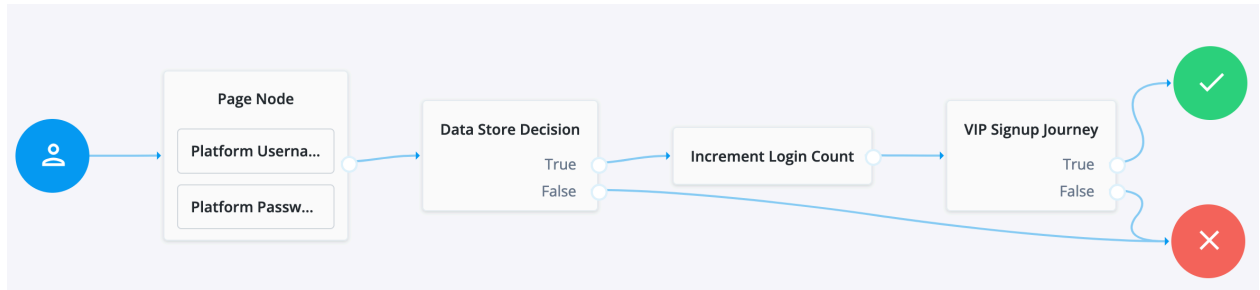 Page Node
Platform Userna...
Platform Passw...
Data Store Decision
True
False
Increment Login Count
VIP Signup Journey
True
False